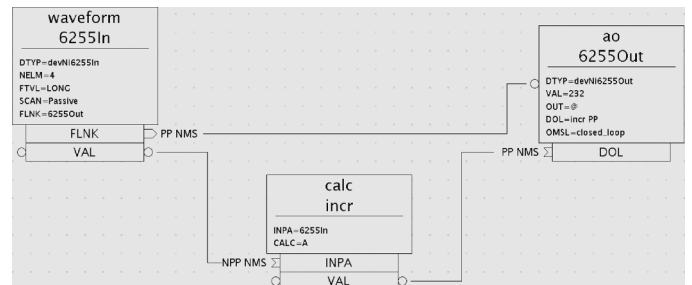 waveform
6255In
DTYP=devNi6255In
NELM=4
FTVL=LONG
SCAN=Passive
FLNK=6255Out
FLNK
PP NMS
VAL
ao
6255Out
DTYP=devNi6255Out
VAL=232
OUT=@
DOL=incr PP
OMSL=closed_loop
PP NMS
DOL
calc
incr
INPA=6255In
CALC=A
NPP NMS
INPA
VAL